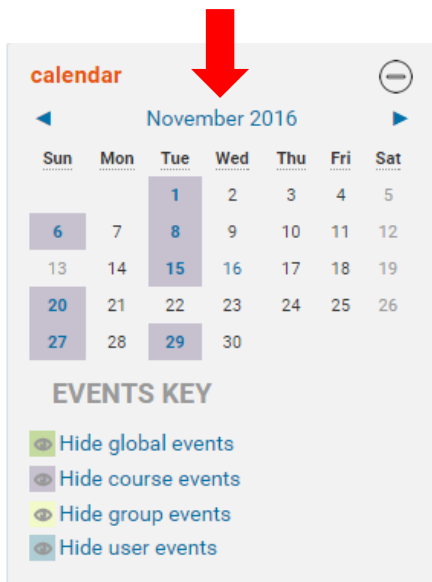 calendar
◄ November 2016 ►
Sun Mon Tue Wed Thu Fri Sat
1 2 3 4 5
6 7 8 9 10 11 12
13 14 15 16 17 18 19
20 21 22 23 24 25 26
27 28 29 30
EVENTS KEY
Hide global events
Hide course events
Hide group events
Hide user events